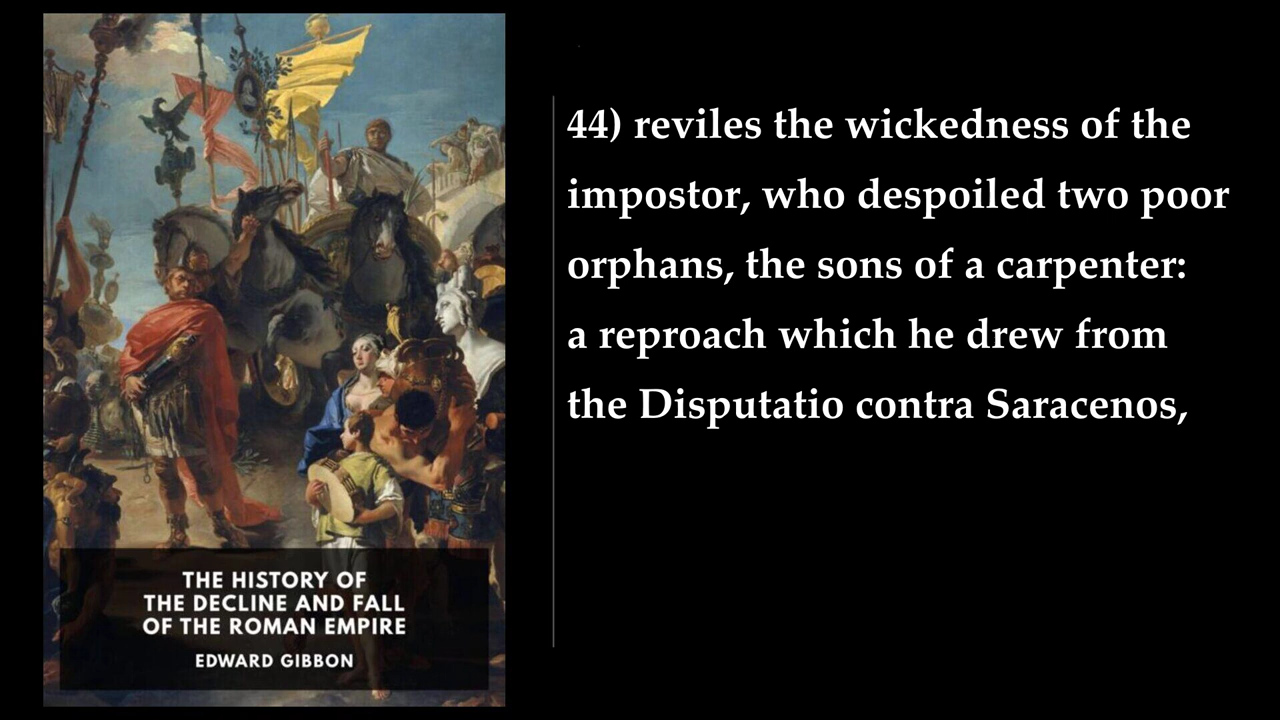 THE HISTORY OF
THE DECLINE AND FALL
OF THE ROMAN EMPIRE
EDWARD GIBBON
44) reviles the wickedness of the
impostor, who despoiled two poor
orphans, the sons of a carpenter:
a reproach which he drew from
the Disputatio contra Saracenos,